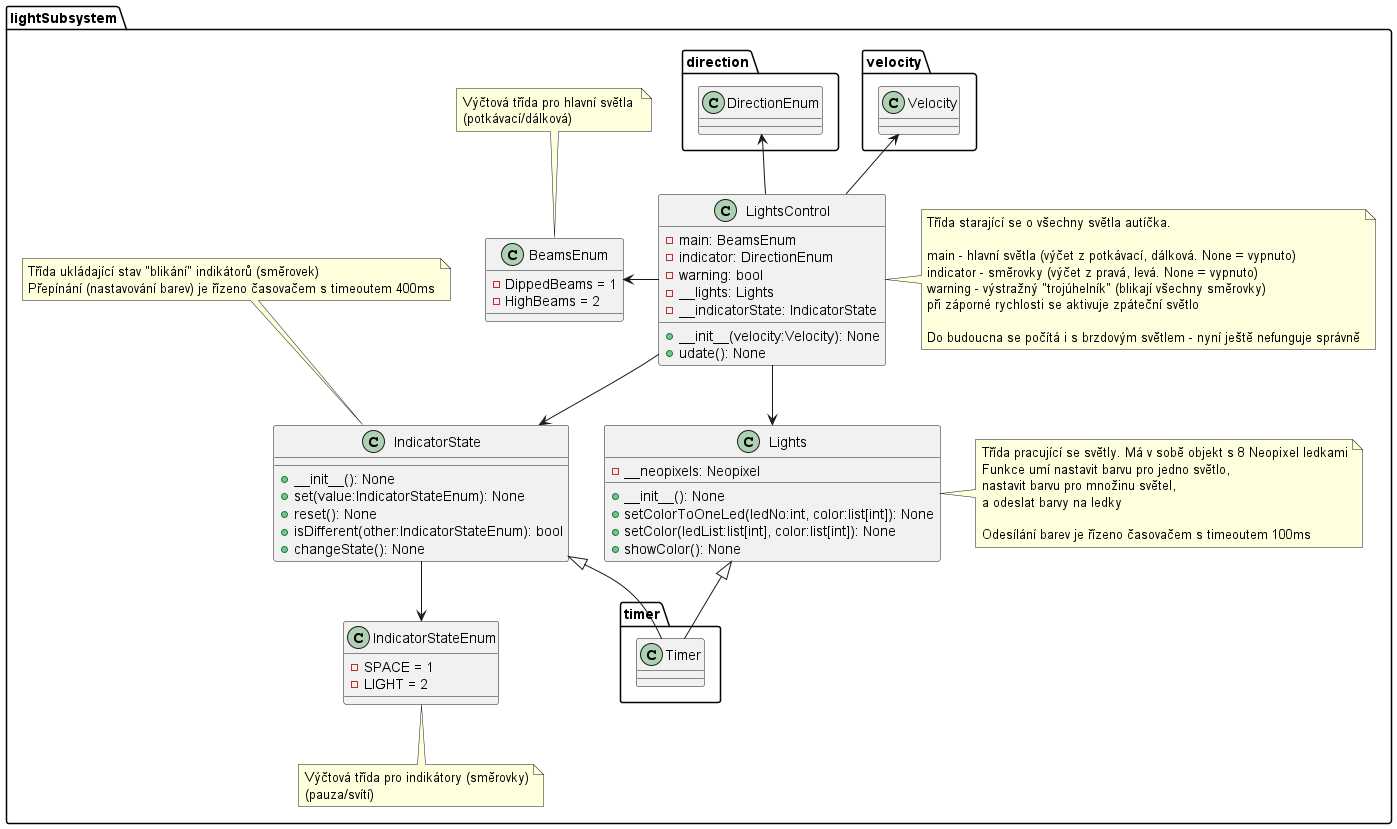 lightSubsystem
direction
DirectionEnum
velocity
Velocity
Výčtová třída pro hlavní světla
(potkávací/dálková)
BeamsEnum
DippedBeams = 1
HighBeams = 2
LightsControl
main: BeamsEnum
indicator: DirectionEnum
warning: bool
__lights: Lights
__indicatorState: IndicatorState
__init__(velocity:Velocity): None
udate(): None
Třída starající se o všechny světla autíčka.
main - hlavní světla (výčet z potkávací, dálková. None = vypnuto)
indicator - směrovky (výčet z pravá, levá. None = vypnuto)
warning - výstražný "trojúhelník" (blikají všechny směrovky)
při záporné rychlosti se aktivuje zpáteční světlo
Do budoucna se počítá i s brzdovým světlem - nyní ještě nefunguje správně
Třída ukládající stav "blikání" indikátorů (směrovek)
Přepínání (nastavování barev) je řízeno časovačem s timeoutem 400ms
IndicatorState
__init__(): None
set(value:IndicatorStateEnum): None
reset(): None
isDifferent(other:IndicatorStateEnum): bool
changeState(): None
Lights
__neopixels: Neopixel
__init__(): None
setColorToOneLed(ledNo:int, color:list[int]): None
setColor(ledList:list[int], color:list[int]): None
showColor(): None
Třída pracující se světly. Má v sobě objekt s 8 Neopixel ledkami
Funkce umí nastavit barvu pro jedno světlo,
nastavit barvu pro množinu světel,
a odeslat barvy na ledky
Odesílání barev je řízeno časovačem s timeoutem 100ms
IndicatorStateEnum
SPACE = 1
LIGHT = 2
timer
Timer
Výčtová třída pro indikátory (směrovky)
(pauza/svítí)